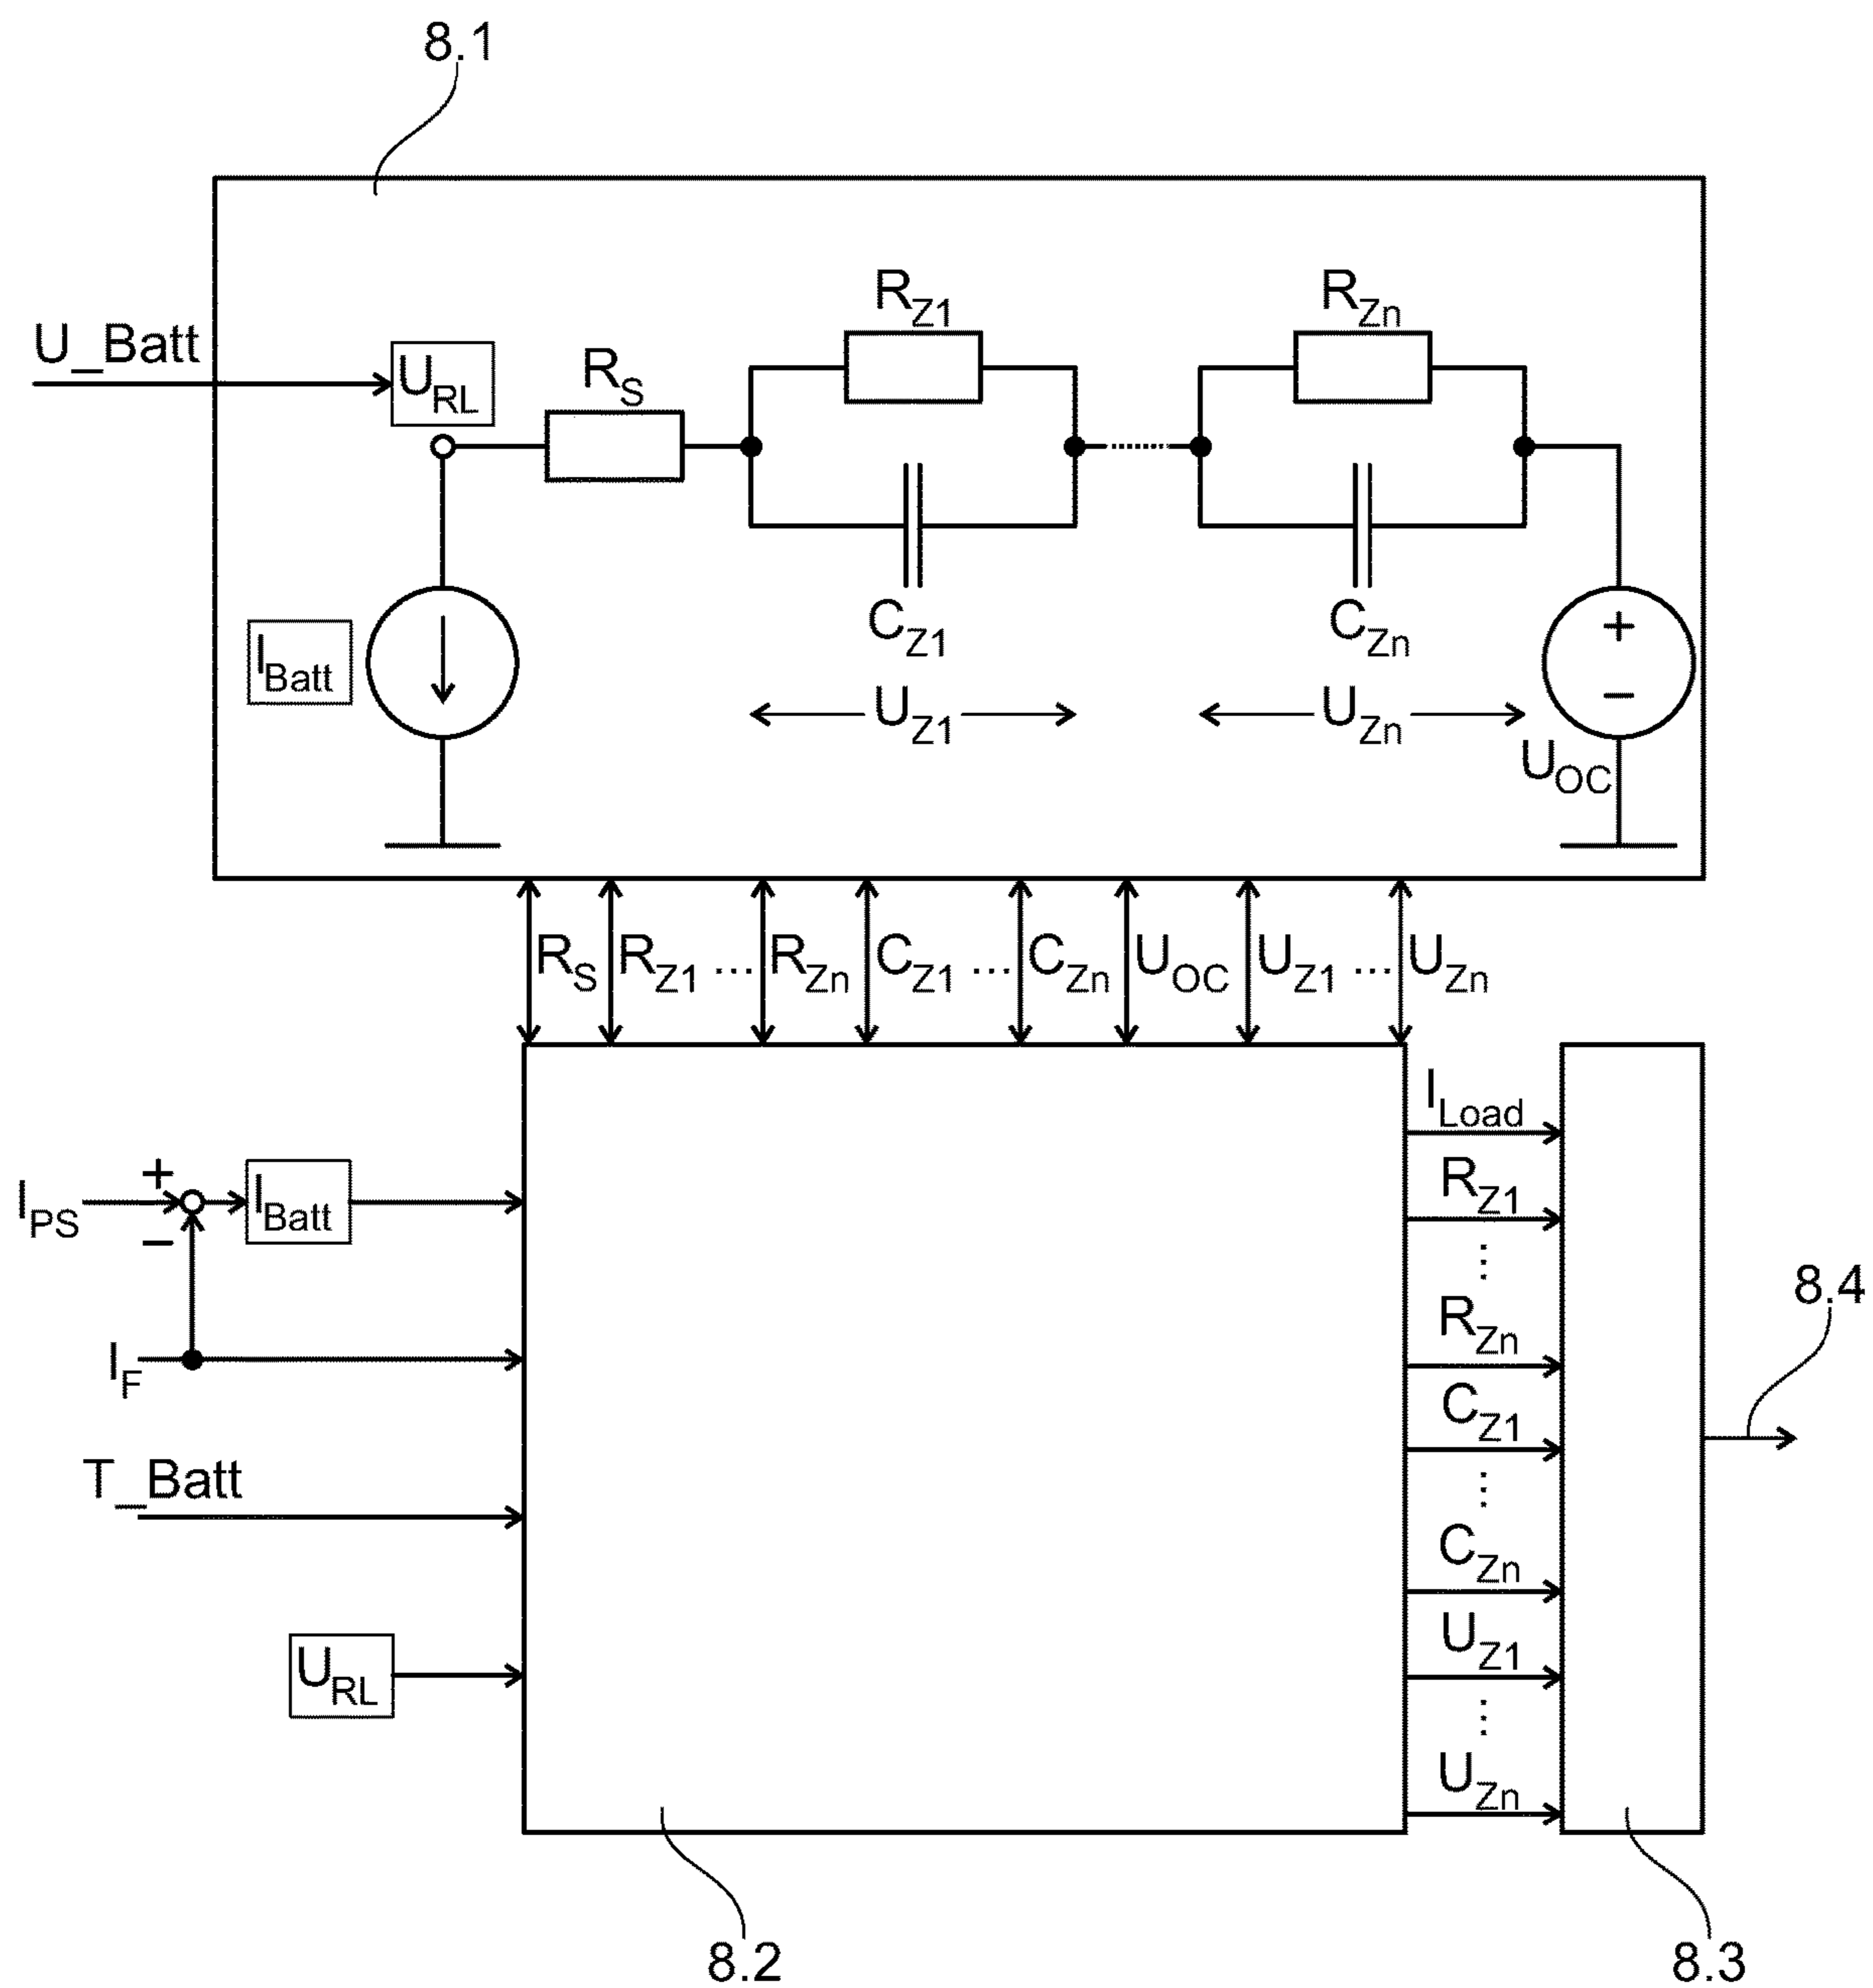 8.1
U_Batt
U_RL
R_S
R_Z1
R_Zn
C_Z1
C_Zn
I_Batt
+
−
U_Z1
U_Zn
U_OC
R_S R_Z1 ... R_Zn C_Z1 ... C_Zn U_OC U_Z1 ... U_Zn
I_PS
+
−
I_Batt
I_F
T_Batt
U_RL
I_Load
R_Z1
...
R_Zn
C_Z1
...
C_Zn
U_Z1
...
U_Zn
8.4
8.2
8.3